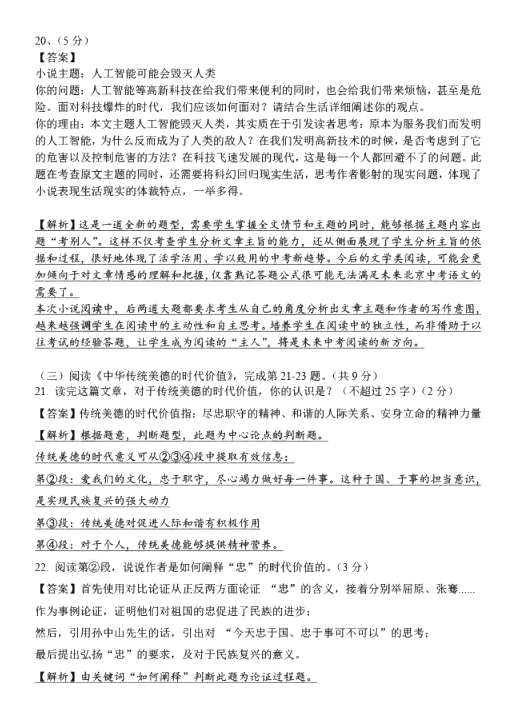 20、（5 分）
【答案】
小说主题：人工智能可能会毁灭人类
你的问题：人工智能等高新科技在给我们带来便利的同时，也会给我们带来烦恼，甚至是危
险。面对科技爆炸的时代，我们应该如何面对？请结合生活详细阐述你的观点。
你的理由：本文主题人工智能毁灭人类，其实质在于引发读者思考：原本为服务我们而发明
的人工智能，为什么反而成为了人类的敌人？在我们发明高新技术的时候，是否考虑到了它
的危害以及控制危害的方法？在科技飞速发展的现代，这是每一个人都回避不了的问题。此
题在考查原文主题的同时，还需要将科幻回归现实生活，思考作者影射的现实问题，体现了
小说表现生活现实的体裁特点，一举多得。
【解析】这是一道全新的题型，需要学生掌握全文情节和主题的同时，能够根据主题内容出
题“考别人”。这样不仅考查学生分析文章主旨的能力，还从侧面展现了学生分析主旨的依
据和过程，很好地体现了活学活用、学以致用的中考新趋势。今后的文学类阅读，可能会更
加倾向于对文章情感的理解和把握，仅靠熟记答题公式很可能无法满足未来北京中考语文的
需要了。
本次小说阅读中，后两道大题都要求考生从自己的角度分析出文章主题和作者的写作意图，
越来越强调学生在阅读中的主动性和自主思考。培养学生在阅读中的独立性，而非借助于以
往考试的经验答题，让学生成为阅读的“主人”，将是未来中考阅读的新方向。
（三）阅读《中华传统美德的时代价值》，完成第 21-23 题。（共 9 分）
21. 读完这篇文章，对于传统美德的时代价值，你的认识是？（不超过 25 字）（2 分）
【答案】传统美德的时代价值指：尽忠职守的精神、和谐的人际关系、安身立命的精神力量
【解析】根据题意，判断题型，此题为中心论点的判断题。
传统美德的时代意义可从②③④段中提取有效信息：
第②段：爱我们的文化，忠于职守，尽心竭力做好每一件事。这种于国、于事的担当意识，
是实现民族复兴的强大动力
第③段：传统美德对促进人际和谐有积极作用
第④段：对于个人，传统美德能够提供精神营养。
22. 阅读第②段，说说作者是如何阐释“忠”的时代价值的。（3 分）
【答案】首先使用对比论证从正反两方面论证 “忠”的含义，接着分别举屈原、张骞......
作为事例论证，证明他们对祖国的忠促进了民族的进步；
然后，引用孙中山先生的话，引出对 “今天忠于国、忠于事可不可以”的思考；
最后提出弘扬“忠”的要求，及对于民族复兴的意义。
【解析】由关键词“如何阐释”判断此题为论证过程题。